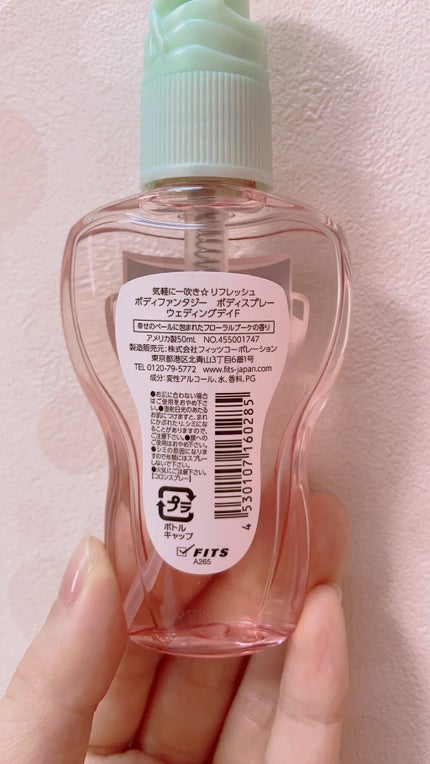 気軽に一吹き☆リフレッシュ
ボディファンタジー ボディスプレー
ウェディングデイF
幸せのベールに包まれたフローラルブーケの香り
アメリカ製50mL NO.455001747
製造販売元:株式会社フィッツコーポレーション
東京都港区北青山3丁目6番1号
TEL 0120-79-5772 www.fits-japan.com
成分:変性アルコール、水、香料、PG
●お肌に合わない場合
はご使用をおやめ下さ
い。●直射日光のあたる
お肌につけますと、まれ
にかぶれたり、シミになる
ことがありますので、
ご注意下さい。●顔への
ご使用はおやめ下さい。
●シミの原因になりま
すので衣類にはスプレー
しないで下さい。
●火気にご注意下さい。
[コロンスプレー]
4530107160285
プラ
ボトル
キャップ
FITS
A265